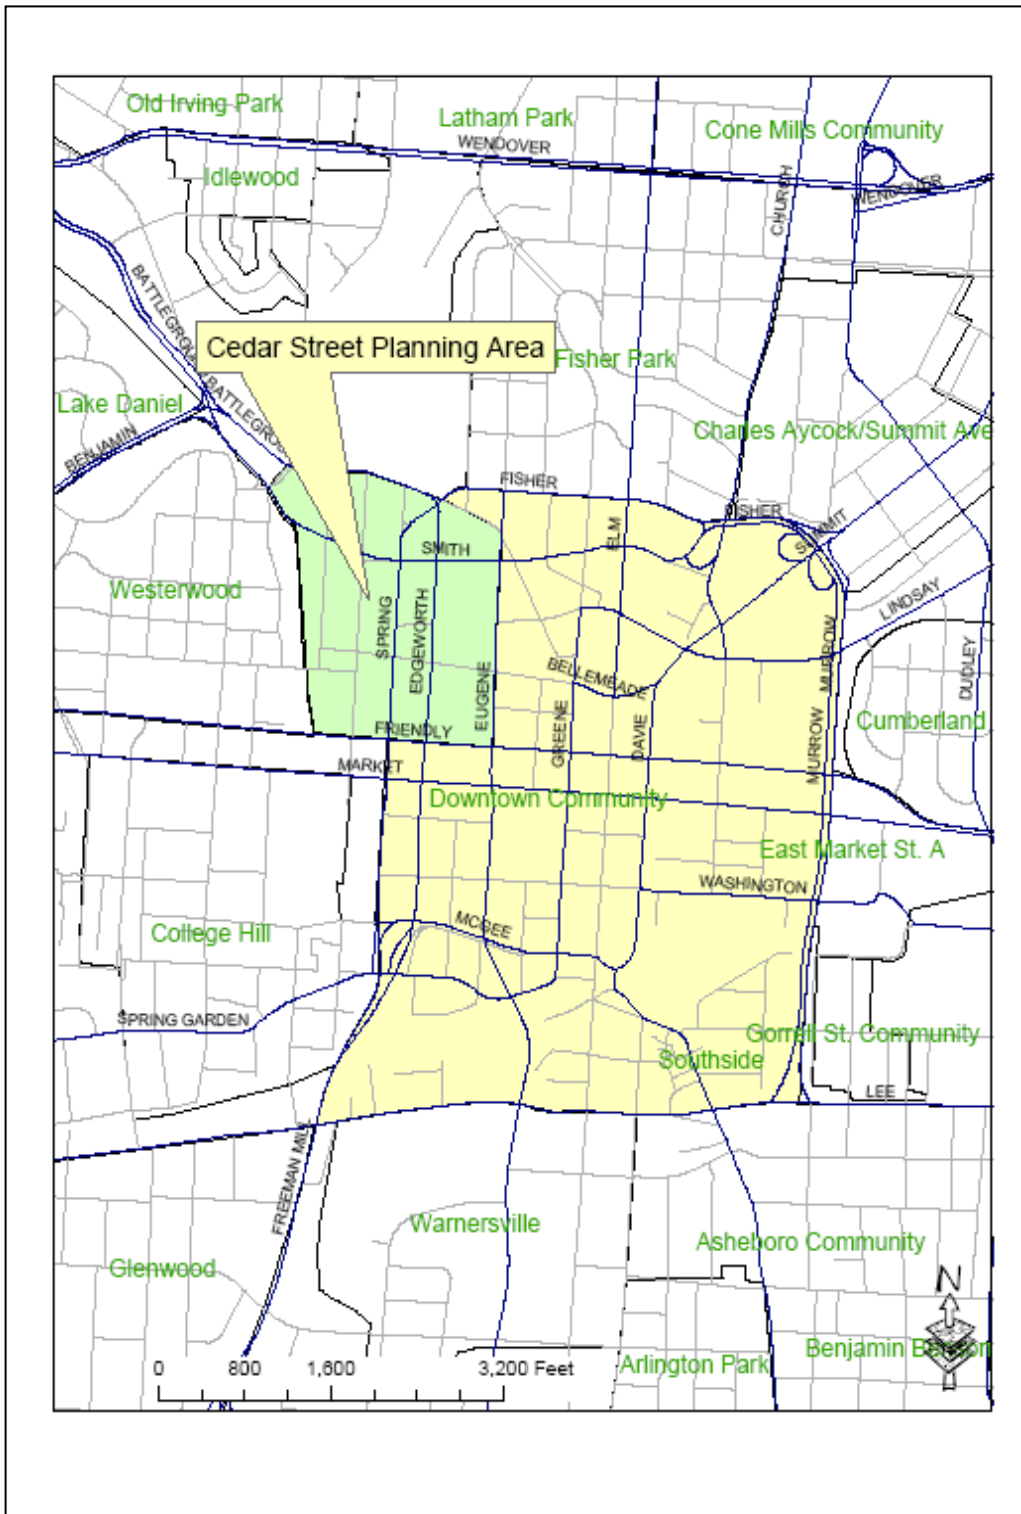 Old Irving Park
Latham Park
Cone Mills Community
WENDOVER
Idlewood
WENDOVER
CHURCH
BATTLEGROU
Cedar Street Planning Area
Fisher Park
BATTLEGROU
Lake Daniel
BENJAMIN
Charles Aycock/Summit Ave
FISHER
FISHER
SUMMIT
ELM
SMITH
Westerwood
LINDSAY
SPRING
EDGEWORTH
EUGENE
BELLEMEADE
MURROW
DUDLEY
Cumberland
FRIENDLY
GREENE
DAVIE
MURROW
MARKET
Downtown Community
East Market St. A
WASHINGTON
MCGEE
College Hill
SPRING GARDEN
Gorrell St. Community
Southside
LEE
FREEMAN MILL
Warnersville
Asheboro Community
Glenwood
N
Arlington Park
Benjamin
0 800 1,600 3,200 Feet